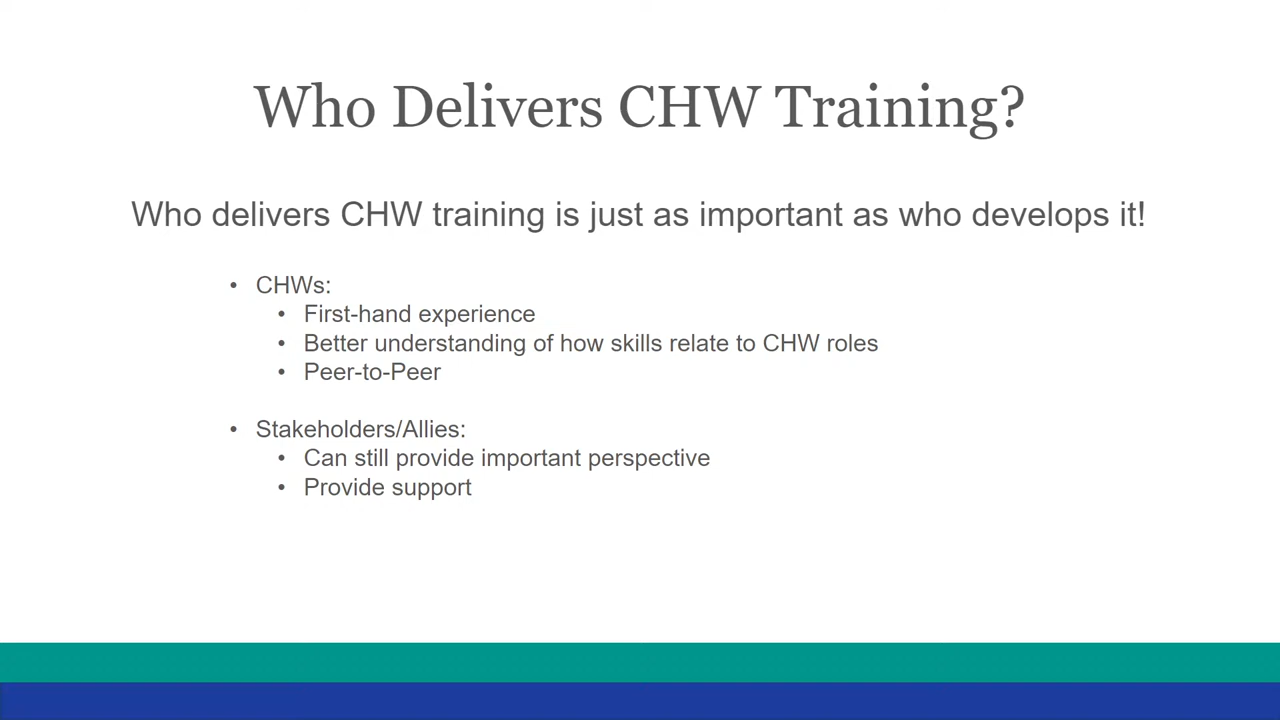 Who Delivers CHW Training?
Who delivers CHW training is just as important as who develops it!
• CHWs:
• First-hand experience
• Better understanding of how skills relate to CHW roles
• Peer-to-Peer
• Stakeholders/Allies:
• Can still provide important perspective
• Provide support